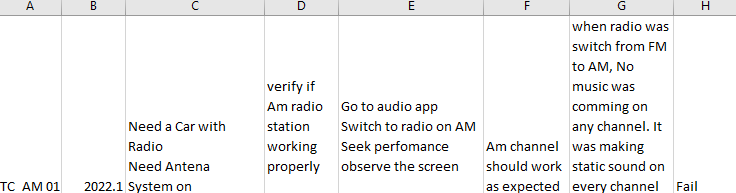 A B C D E F G H
TC AM 01
2022.1
Need a Car with
Radio
Need Antena
System on
verify if
Am radio
station
working
properly
Go to audio app
Switch to radio on AM
Seek perfomance
observe the screen
Am channel
should work
as expected
when radio was
switch from FM
to AM, No
music was
comming on
any channel. It
was making
static sound on
every channel
Fail